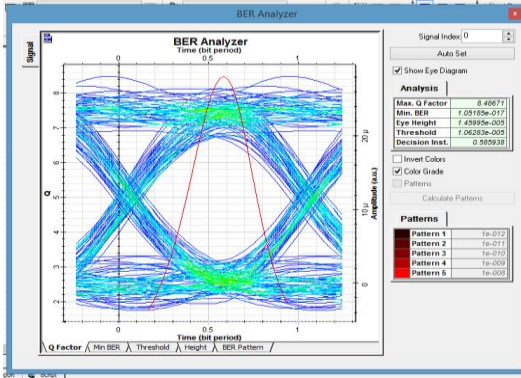 BER Analyzer
Signal
BER Analyzer
Time (bit period)
0 0.5 1
Q
8
7
6
5
4
3
2
Amplitude (a.u.)
20 μ
10 μ
0
0 0.5 1
Time (bit period)
Q Factor Min BER Threshold Height BER Pattern
Signal Index: 0
Auto Set
Show Eye Diagram
Analysis
Max. Q Factor 8.48671
Min. BER 1.05185e-017
Eye Height 1.45995e-005
Threshold 1.06283e-005
Decision Inst. 0.585938
Invert Colors
Color Grade
Patterns
Calculate Patterns
Patterns
Pattern 1 1e-012
Pattern 2 1e-011
Pattern 3 1e-010
Pattern 4 1e-009
Pattern 5 1e-008
Script